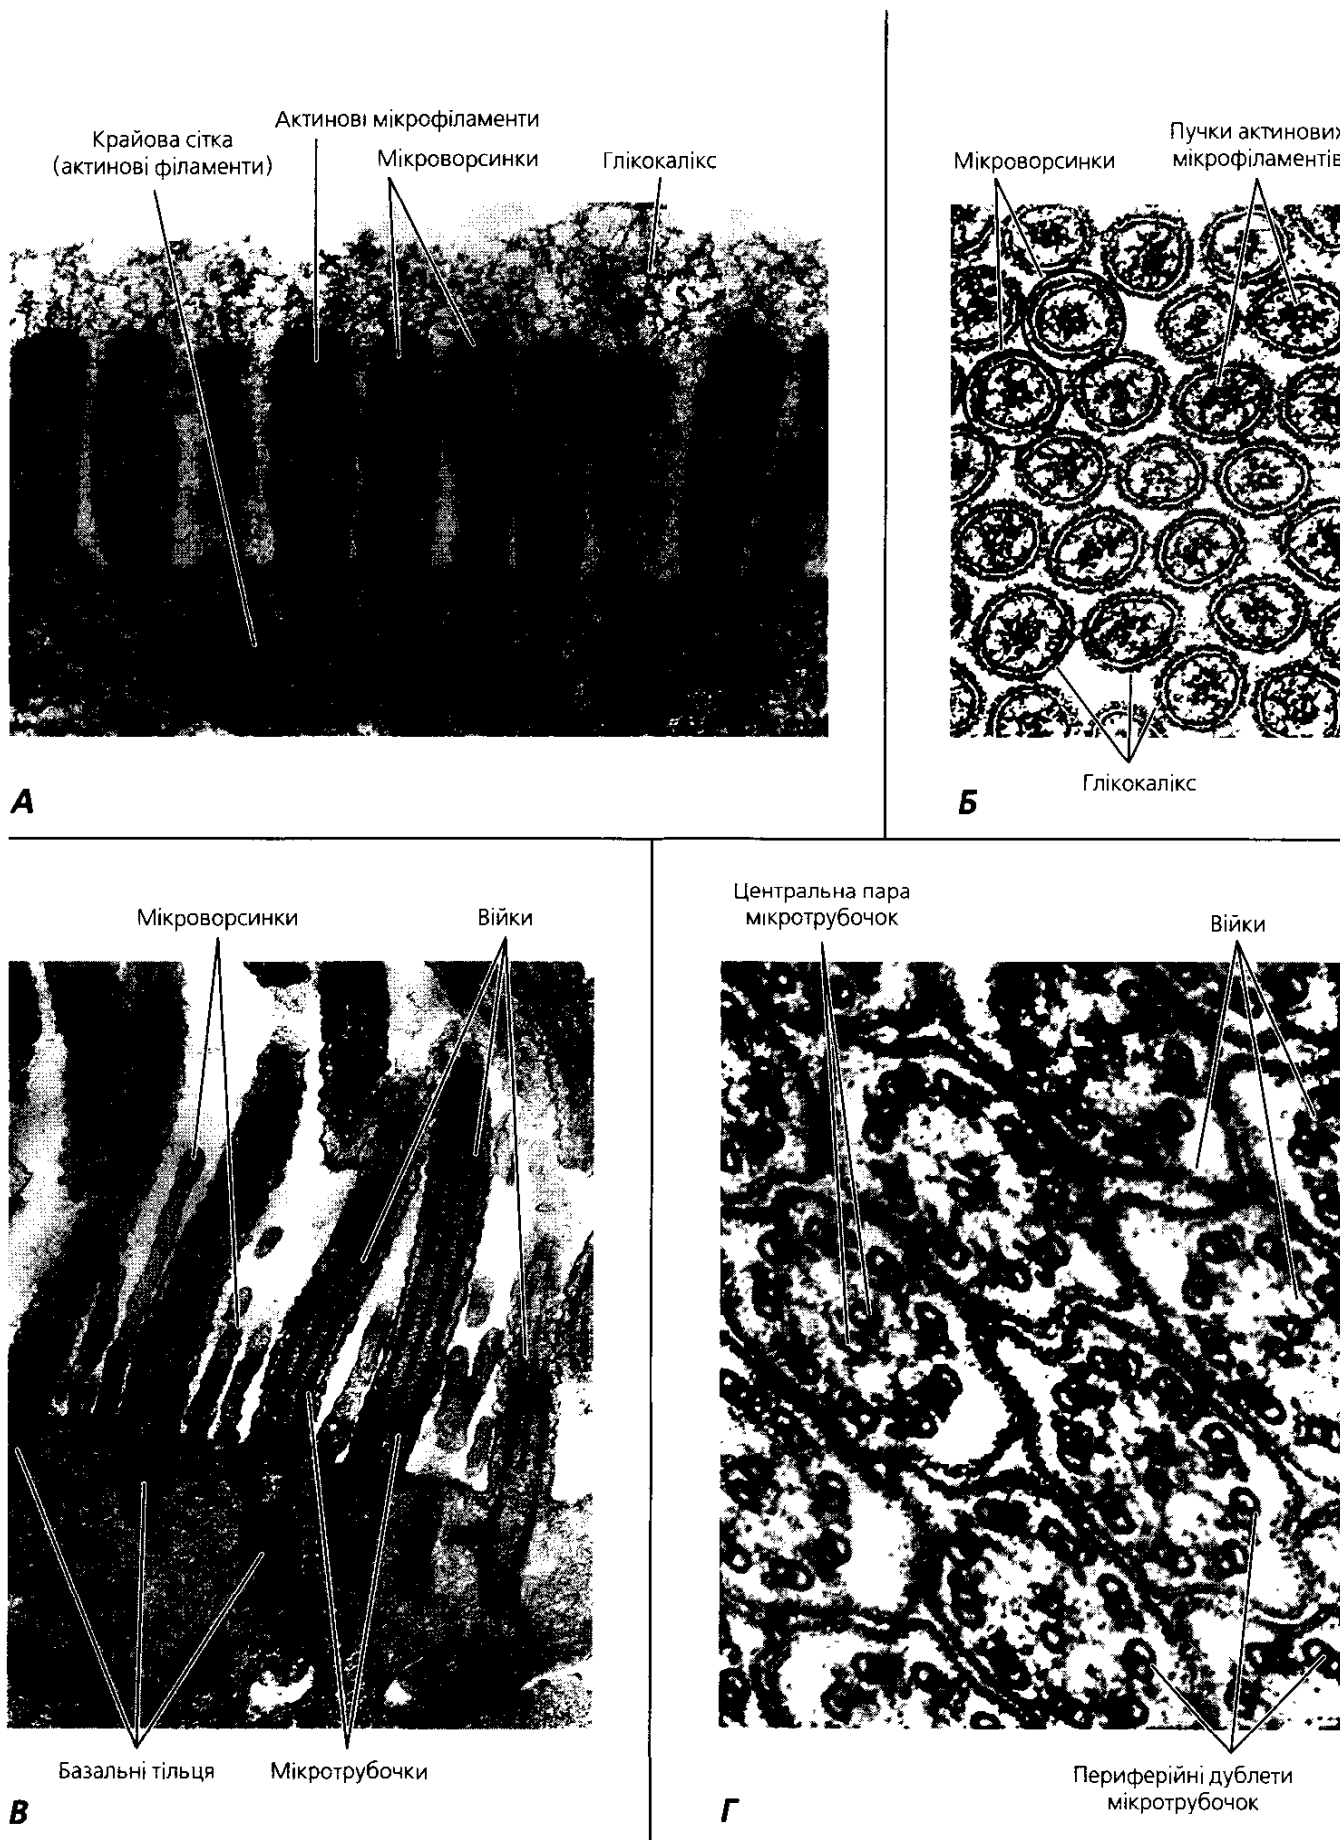 Крайова сітка
(актинові філаменти)
Актинові мікрофіламенти
Мікроворсинки
Глікокалікс
А
Мікроворсинки
Пучки актинових
мікрофіламентів
Глікокалікс
Б
Мікроворсинки
Війки
Базальні тільця
Мікротрубочки
В
Центральна пара
мікротрубочок
Війки
Периферійні дублети
мікротрубочок
Г